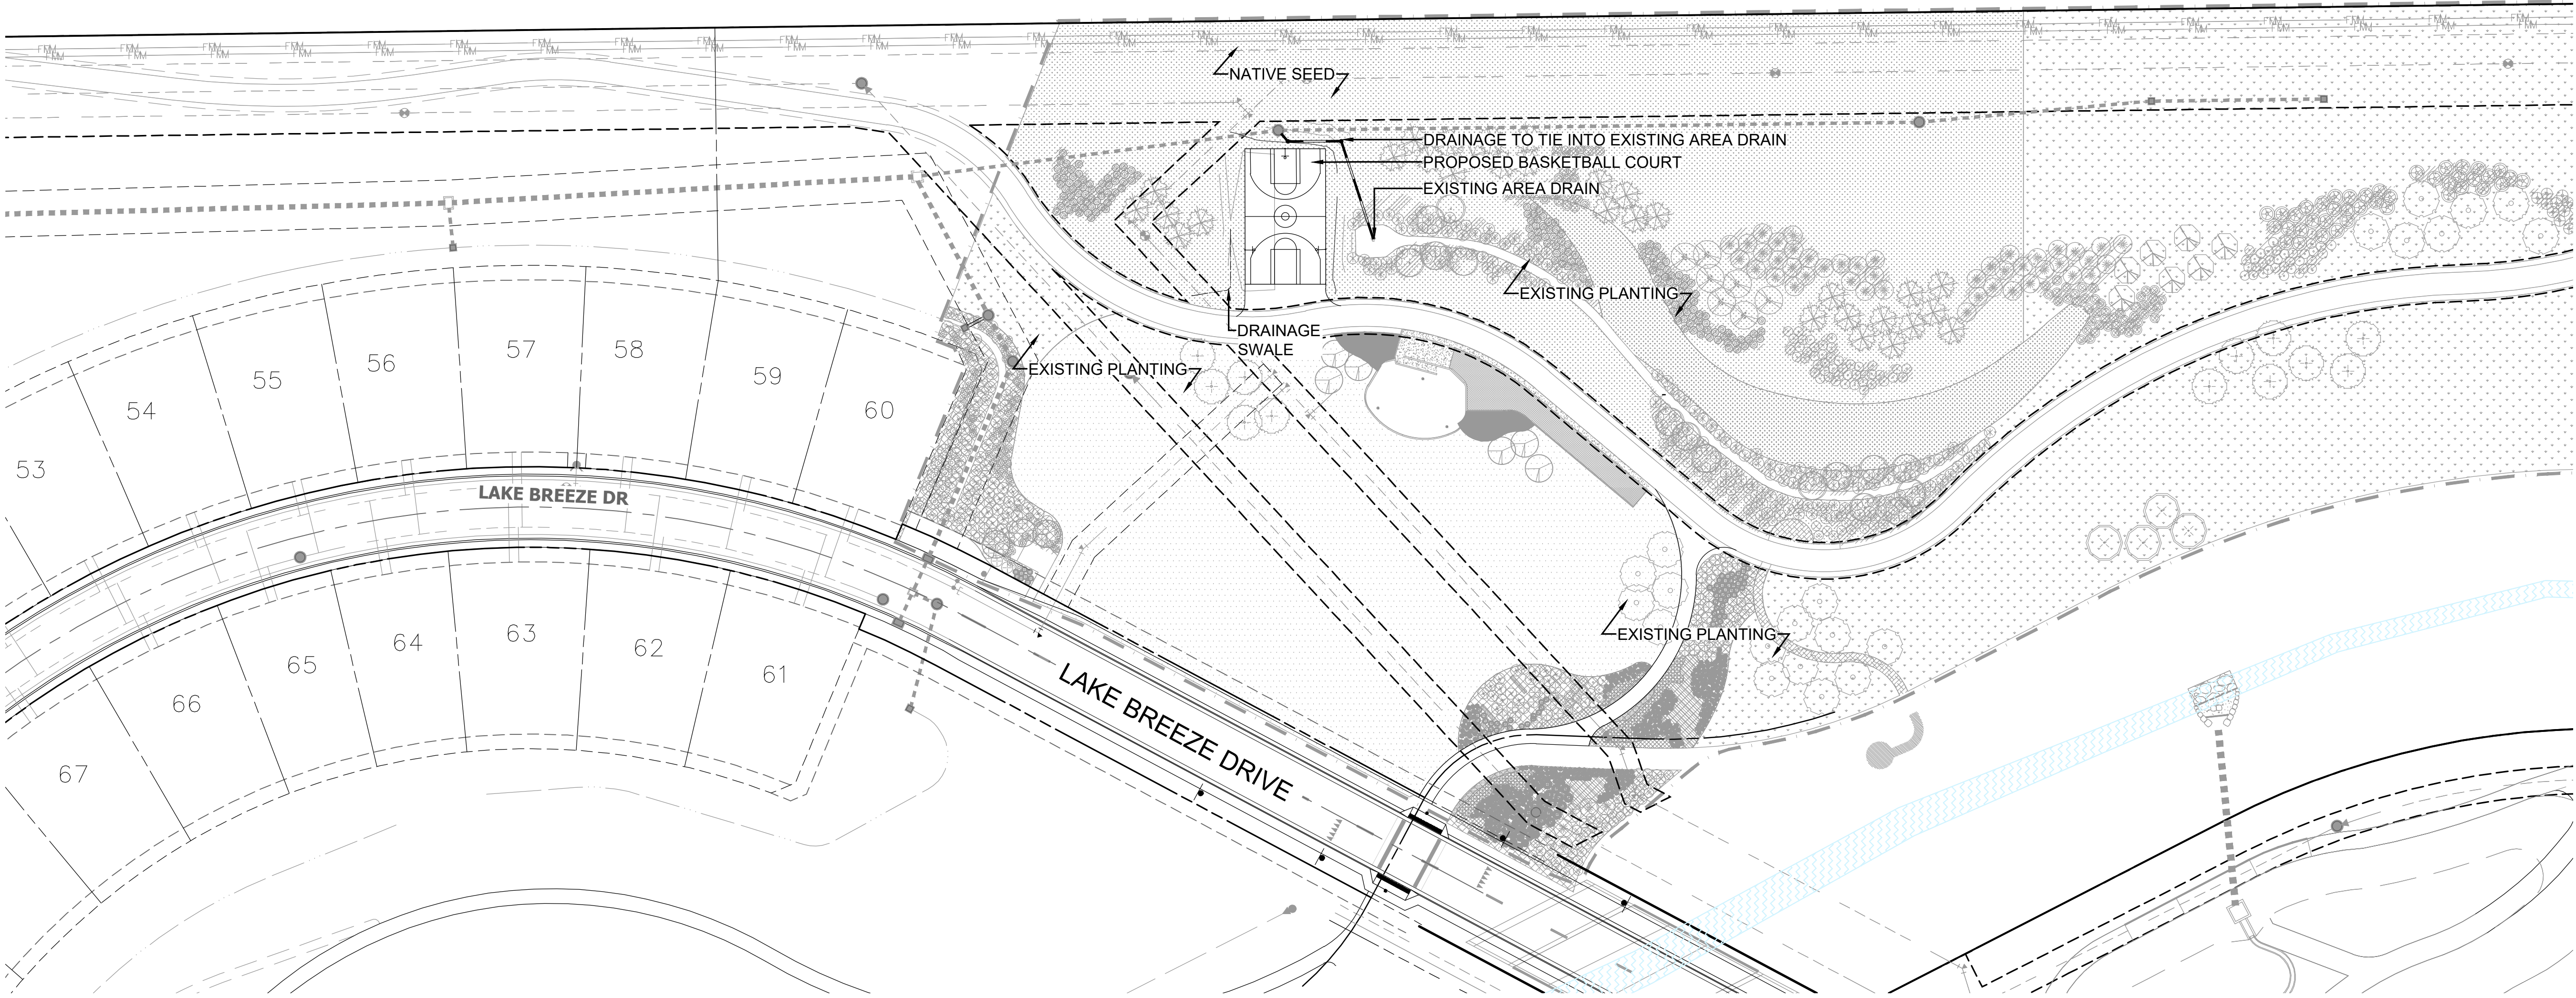 NATIVE SEED
DRAINAGE TO TIE INTO EXISTING AREA DRAIN
PROPOSED BASKETBALL COURT
EXISTING AREA DRAIN
EXISTING PLANTING
DRAINAGE
SWALE
EXISTING PLANTING
53
54
55
56
57
58
59
60
LAKE BREEZE DR
67
66
65
64
63
62
61
LAKE BREEZE DRIVE
EXISTING PLANTING